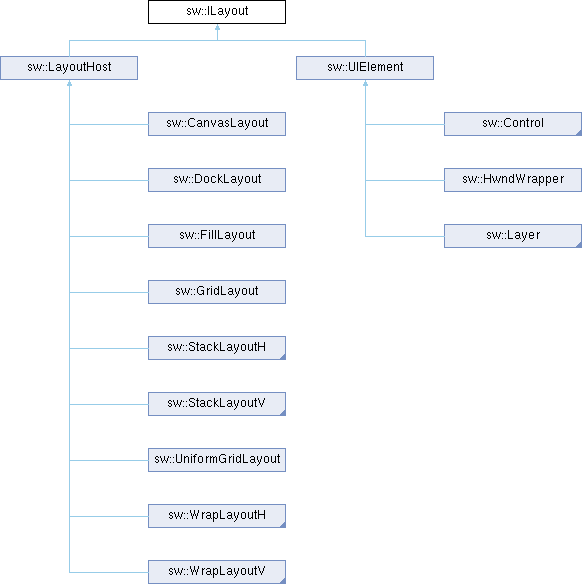 sw::ILayout
sw::LayoutHost
sw::UIElement
sw::CanvasLayout
sw::Control
sw::DockLayout
sw::HwndWrapper
sw::FillLayout
sw::Layer
sw::GridLayout
sw::StackLayoutH
sw::StackLayoutV
sw::UniformGridLayout
sw::WrapLayoutH
sw::WrapLayoutV